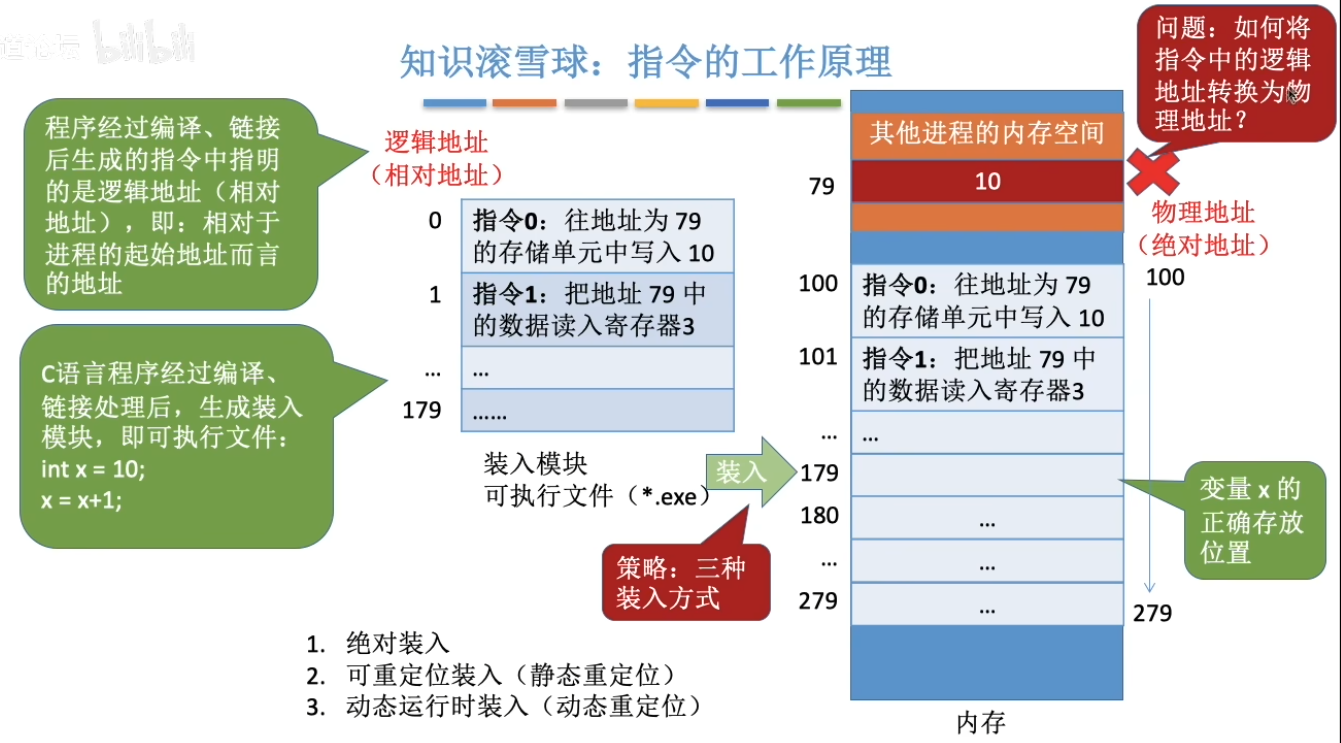 bilibili
知识滚雪球：指令的工作原理
程序经过编译、链接
后生成的指令中指明
的是逻辑地址（相对
地址），即：相对于
进程的起始地址而言
的地址
C语言程序经过编译、
链接处理后，生成装入
模块，即可执行文件：
int x = 10;
x = x+1;
逻辑地址
（相对地址）
0
指令0：往地址为 79
的存储单元中写入 10
1
指令1：把地址 79 中
的数据读入寄存器3
...
...
179
......
装入模块
可执行文件（*.exe）
装入
策略：三种
装入方式
1. 绝对装入
2. 可重定位装入（静态重定位）
3. 动态运行时装入（动态重定位）
问题：如何将
指令中的逻辑
地址转换为物
理地址？
其他进程的内存空间
79
10
物理地址
（绝对地址）
100
100
指令0：往地址为 79
的存储单元中写入 10
101
指令1：把地址 79 中
的数据读入寄存器3
...
...
179
180
...
...
...
279
...
279
变量 x 的
正确存放
位置
内存